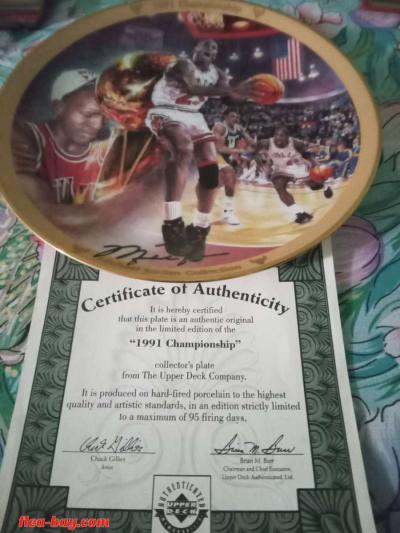 1991 Championship
Certificate of Authenticity
It is hereby certified
that this plate is an authentic original
in the limited edition of the
“1991 Championship”
collector's plate
from The Upper Deck Company.
It is produced on hard-fired porcelain to the highest
quality and artistic standards, in an edition strictly limited
to a maximum of 95 firing days.
Chuck Gillies
Artist
Brian M. Burr
Chairman and Chief Executive,
Upper Deck Authenticated, Ltd.
AUTHENTICATED
UPPER
DECK
flea-bay.com